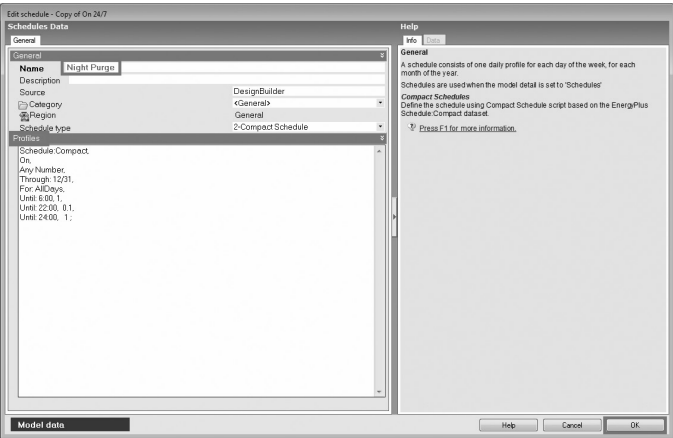 Edit schedule - Copy of On 24/7
Schedules Data
General
General
Name Night Purge
Description
Source DesignBuilder
Category <General>
Region General
Schedule type 2-Compact Schedule
Profiles
Schedule:Compact,
On,
Any Number,
Through: 12/31,
For: AllDays,
Until: 6:00, 1,
Until: 22:00, 0.1,
Until: 24:00, 1 ;
Help
Info Data
General
A schedule consists of one daily profile for each day of the week, for each
month of the year.
Schedules are used when the model detail is set to 'Schedules'
Compact Schedules
Define the schedule using Compact Schedule script based on the EnergyPlus
Schedule:Compact dataset.
Press F1 for more information.
Model data
Help Cancel OK